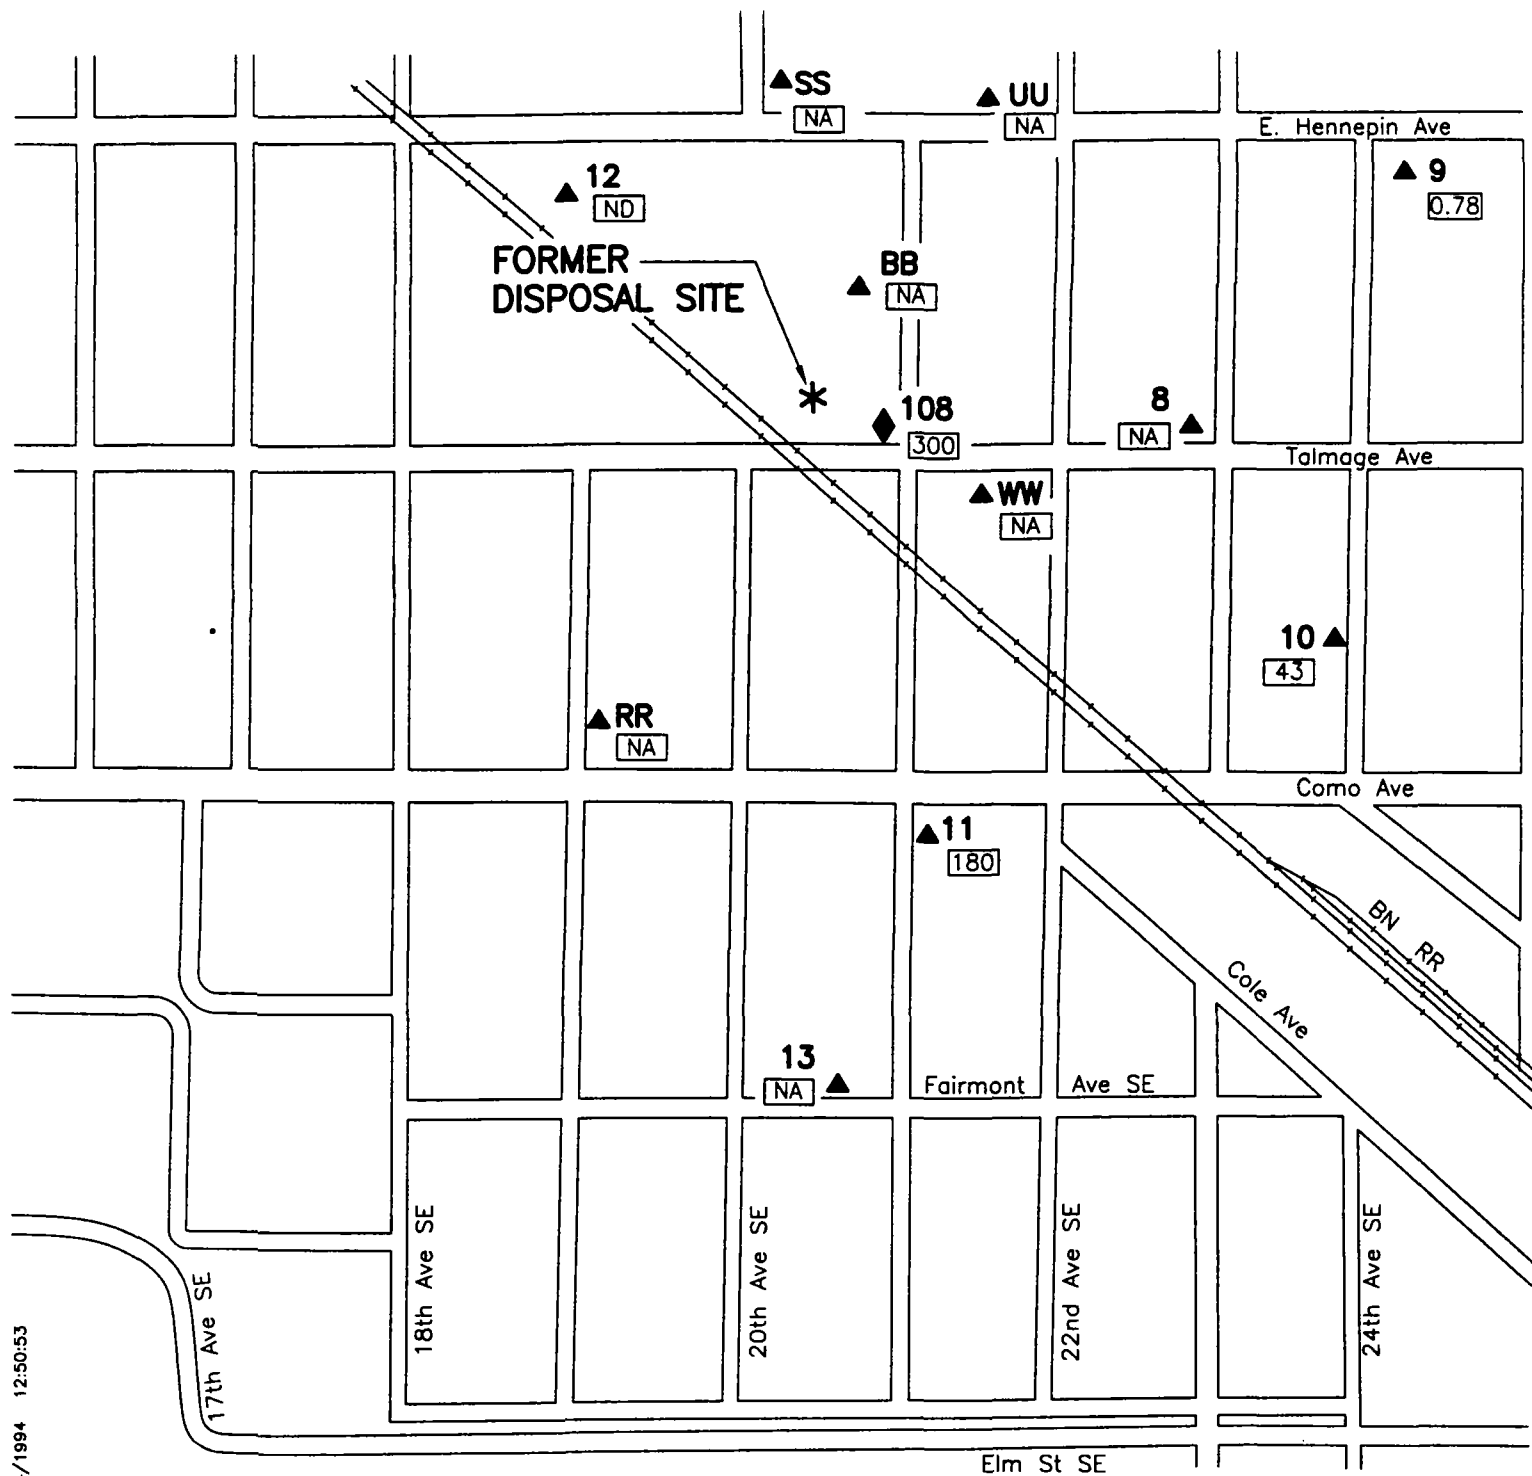 SS
NA
UU
NA
E. Hennepin Ave
12
ND
9
0.78
FORMER
DISPOSAL SITE
BB
NA
108
300
8
NA
Talmage Ave
WW
NA
10
43
RR
NA
Como Ave
11
180
BN RR
Cole Ave
13
NA
Fairmont Ave SE
17th Ave SE
18th Ave SE
20th Ave SE
22nd Ave SE
24th Ave SE
Elm St SE
/1994 12:50:53